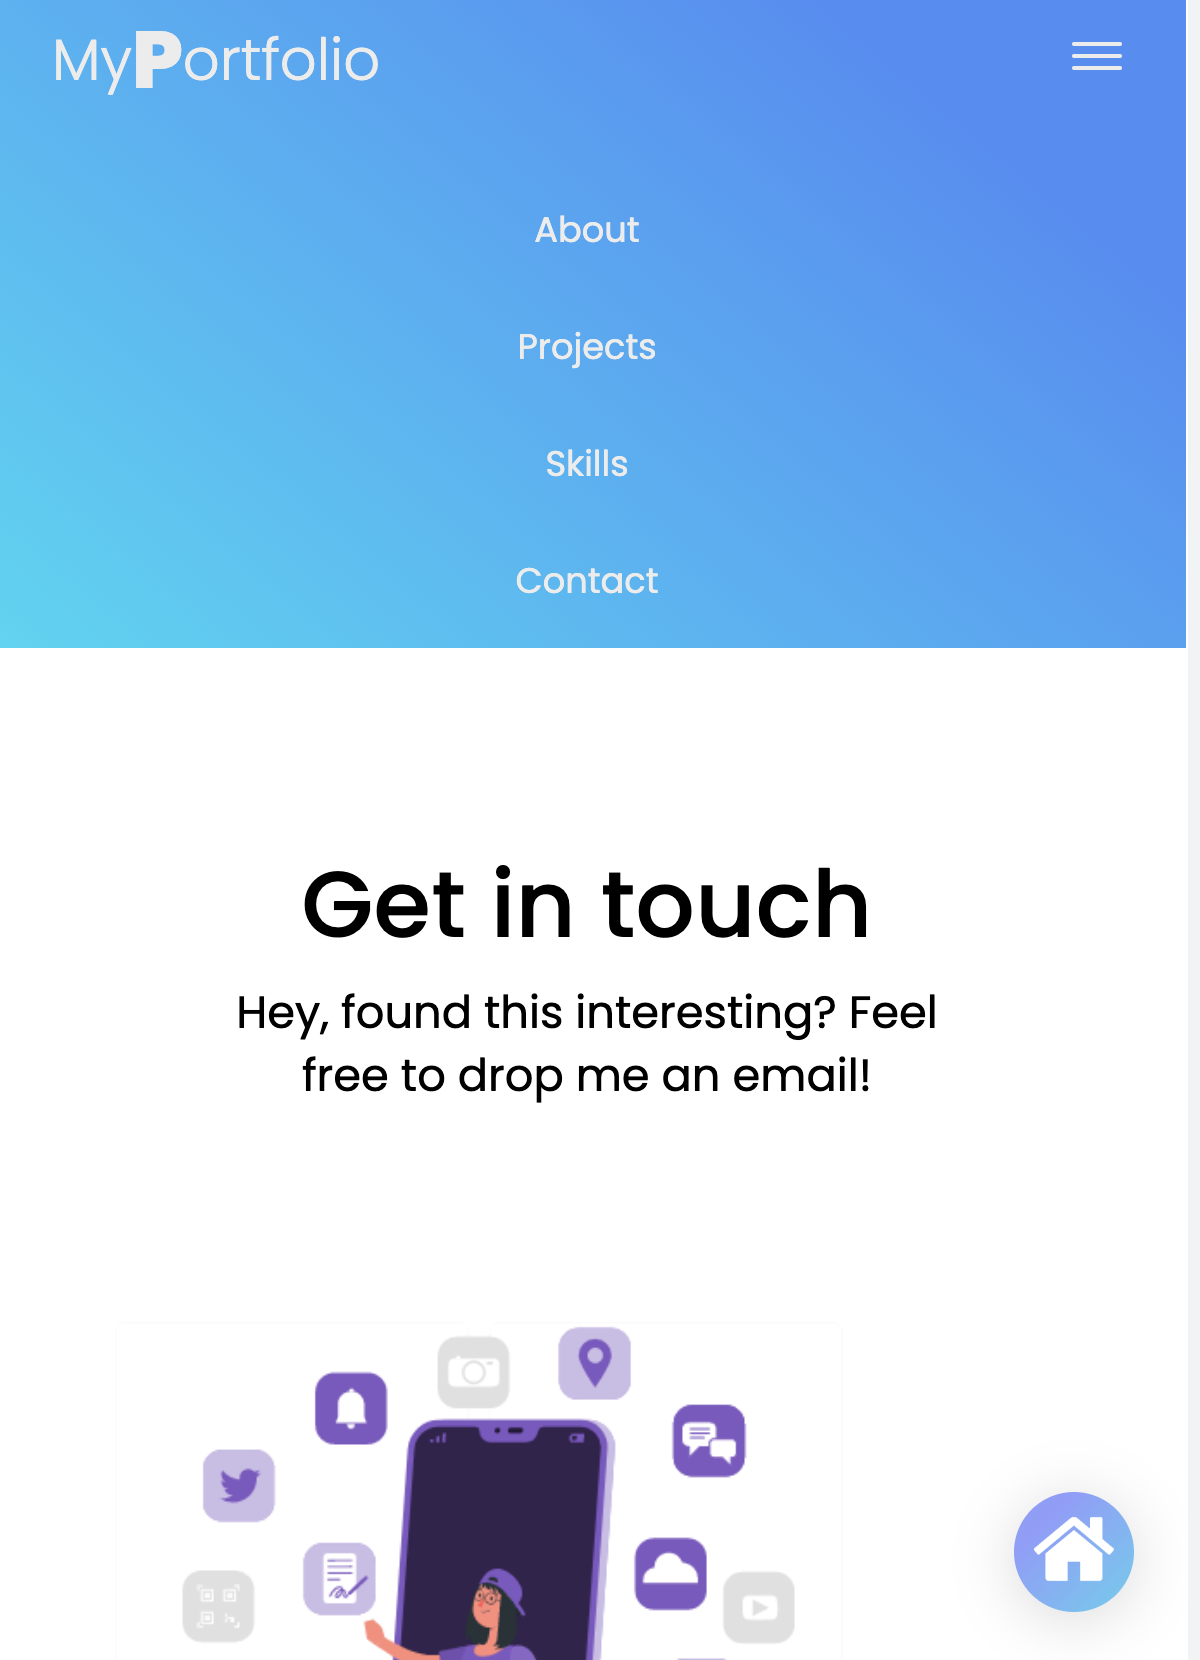 MyPortfolio
About
Projects
Skills
Contact
Get in touch
Hey, found this interesting? Feel
free to drop me an email!